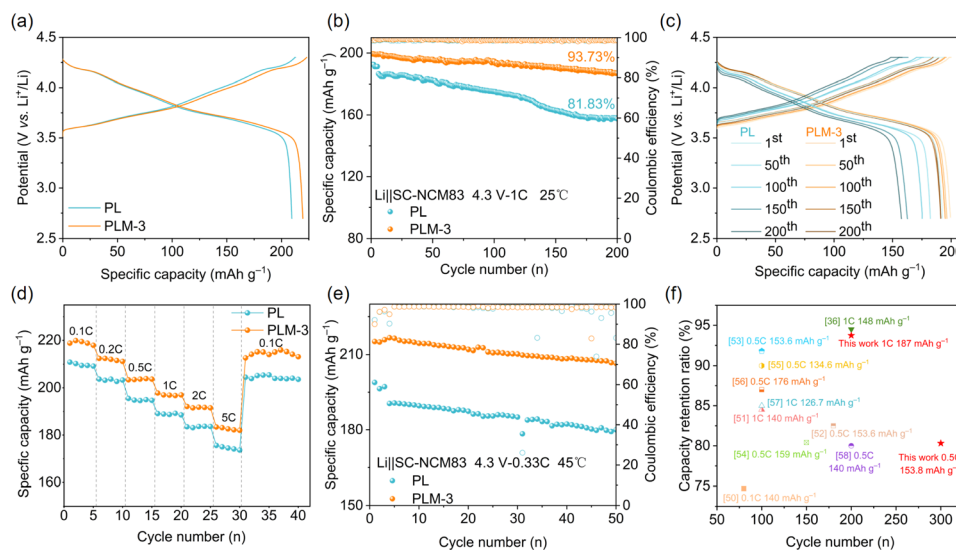 (a)
4.5
4.0
3.5
3.0
2.5
Potential (V vs. Li⁺/Li)
PL
PLM-3
0 50 100 150 200
Specific capacity (mAh g⁻¹)
(b)
200
160
120
80
Specific capacity (mAh g⁻¹)
93.73%
81.83%
Li||SC-NCM83 4.3 V-1C 25℃
PL
PLM-3
100
80
60
40
20
0
Coulombic efficiency (%)
0 50 100 150 200
Cycle number (n)
(c)
4.5
4.0
3.5
3.0
2.5
Potential (V vs. Li⁺/Li)
PL PLM-3
1st 1st
50th 50th
100th 100th
150th 150th
200th 200th
0 50 100 150 200
Specific capacity (mAh g⁻¹)
(d)
220
200
180
160
Specific capacity (mAh g⁻¹)
PL
PLM-3
0.1C
0.2C
0.5C
1C
2C
5C
0.1C
0 10 20 30 40
Cycle number (n)
(e)
240
210
180
150
Specific capacity (mAh g⁻¹)
Li||SC-NCM83 4.3 V-0.33C 45℃
PL
PLM-3
100
80
60
40
20
0
Coulombic efficiency (%)
0 10 20 30 40 50
Cycle number (n)
(f)
95
90
85
80
75
Capacity retention ratio (%)
[36] 1C 148 mAh g⁻¹
This work 1C 187 mAh g⁻¹
[53] 0.5C 153.6 mAh g⁻¹
[55] 0.5C 134.6 mAh g⁻¹
[56] 0.5C 176 mAh g⁻¹
[57] 1C 126.7 mAh g⁻¹
[51] 1C 140 mAh g⁻¹
[52] 0.5C 153.6 mAh g⁻¹
[54] 0.5C 159 mAh g⁻¹
[58] 0.5C
140 mAh g⁻¹
This work 0.5C
153.8 mAh g⁻¹
[50] 0.1C 140 mAh g⁻¹
50 100 150 200 250 300
Cycle number (n)